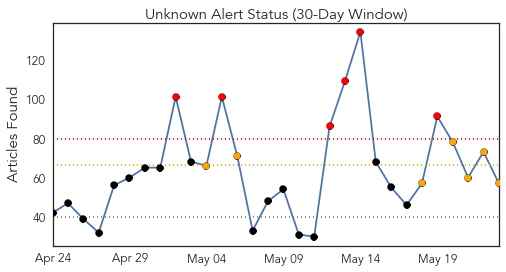 Unknown Alert Status (30-Day Window)
Articles Found
120
100
80
60
40
Apr 24
Apr 29
May 04
May 09
May 14
May 19